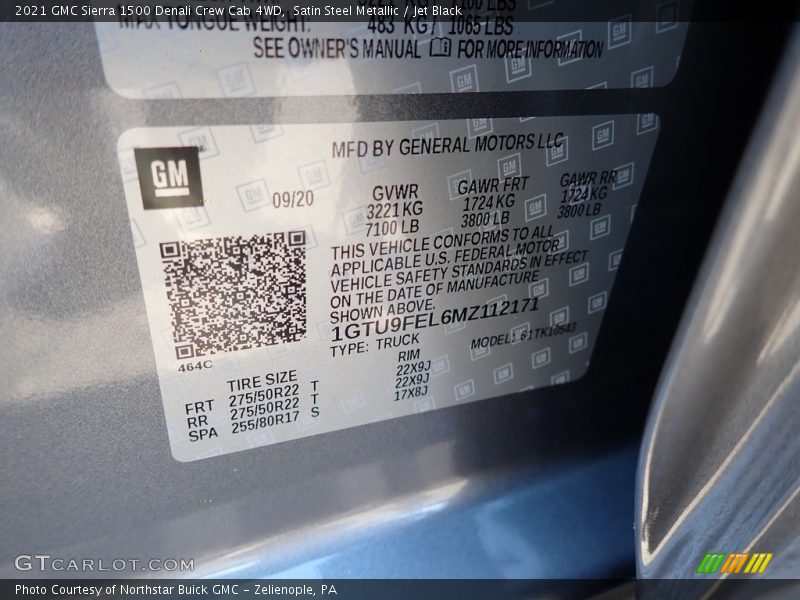 2021 GMC Sierra 1500 Denali Crew Cab 4WD, Satin Steel Metallic / Jet Black
MAX TONGUE WEIGHT: 483 KG / 1065 LBS
SEE OWNER'S MANUAL FOR MORE INFORMATION
GM
MFD BY GENERAL MOTORS LLC
09/20
GVWR GAWR FRT GAWR RR
3221 KG 1724 KG 1724 KG
7100 LB 3800 LB 3800 LB
THIS VEHICLE CONFORMS TO ALL
APPLICABLE U.S. FEDERAL MOTOR
VEHICLE SAFETY STANDARDS IN EFFECT
ON THE DATE OF MANUFACTURE
SHOWN ABOVE.
1GTU9FEL6MZ112171
TYPE: TRUCK MODEL:
464C
TIRE SIZE RIM
FRT 275/50R22 T 22X9J
RR 275/50R22 T 22X9J
SPA 255/80R17 S 17X8J
GTCARLOT.COM
Photo Courtesy of Northstar Buick GMC - Zelienople, PA